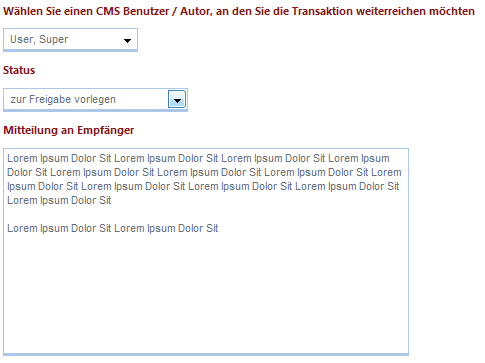 Wählen Sie einen CMS Benutzer / Autor, an den Sie die Transaktion weiterreichen möchten
User, Super
Status
zur Freigabe vorlegen
Mitteilung an Empfänger
Lorem Ipsum Dolor Sit Lorem Ipsum Dolor Sit Lorem Ipsum Dolor Sit Lorem Ipsum
Dolor Sit Lorem Ipsum Dolor Sit Lorem Ipsum Dolor Sit Lorem Ipsum Dolor Sit Lorem
Ipsum Dolor Sit Lorem Ipsum Dolor Sit Lorem Ipsum Dolor Sit Lorem Ipsum Dolor Sit
Lorem Ipsum Dolor Sit
Lorem Ipsum Dolor Sit Lorem Ipsum Dolor Sit